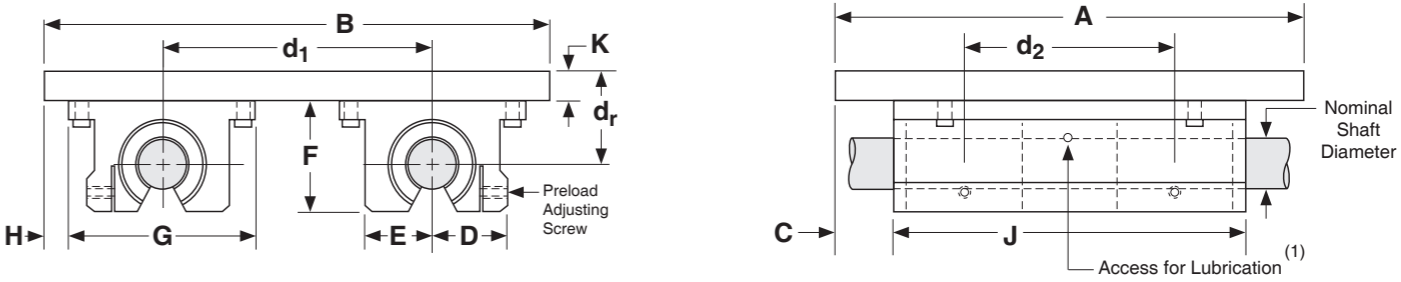 B
d1
K
dr
F
Preload
Adjusting
Screw
H
G
E
D
A
d2
Nominal
Shaft
Diameter
C
J
Access for Lubrication (1)